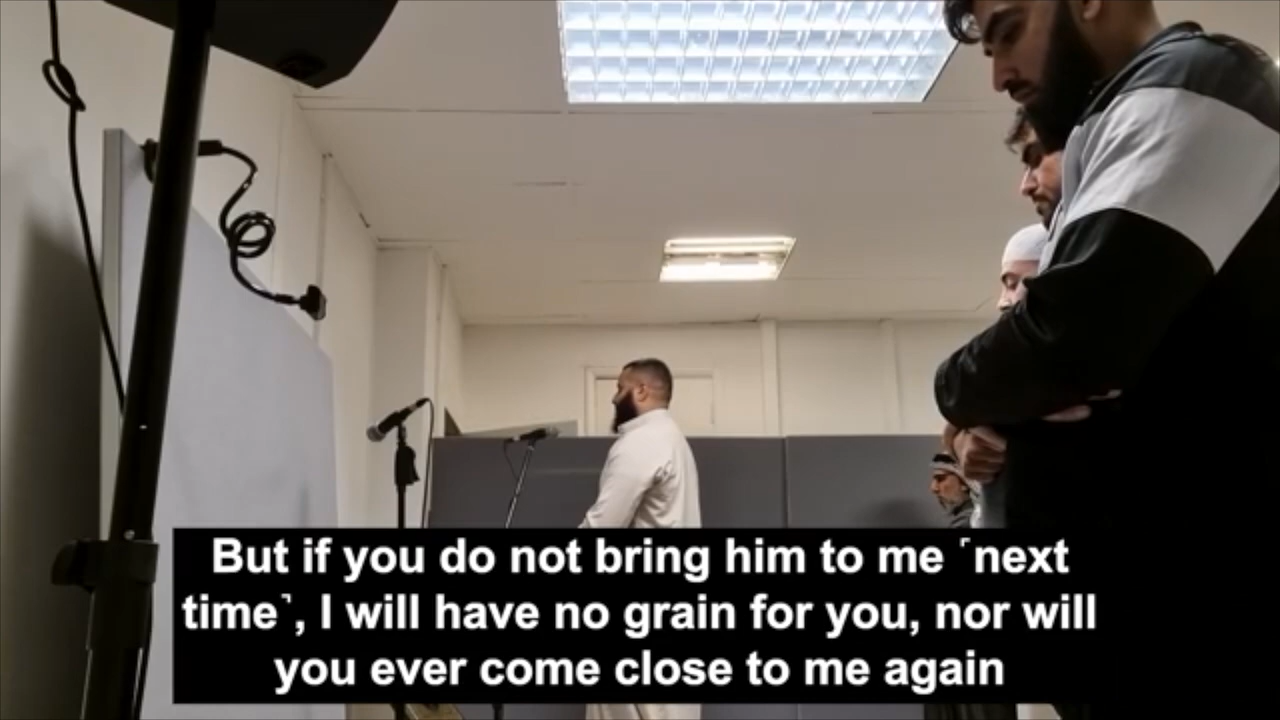 But if you do not bring him to me ˹next
time˺, I will have no grain for you, nor will
you ever come close to me again